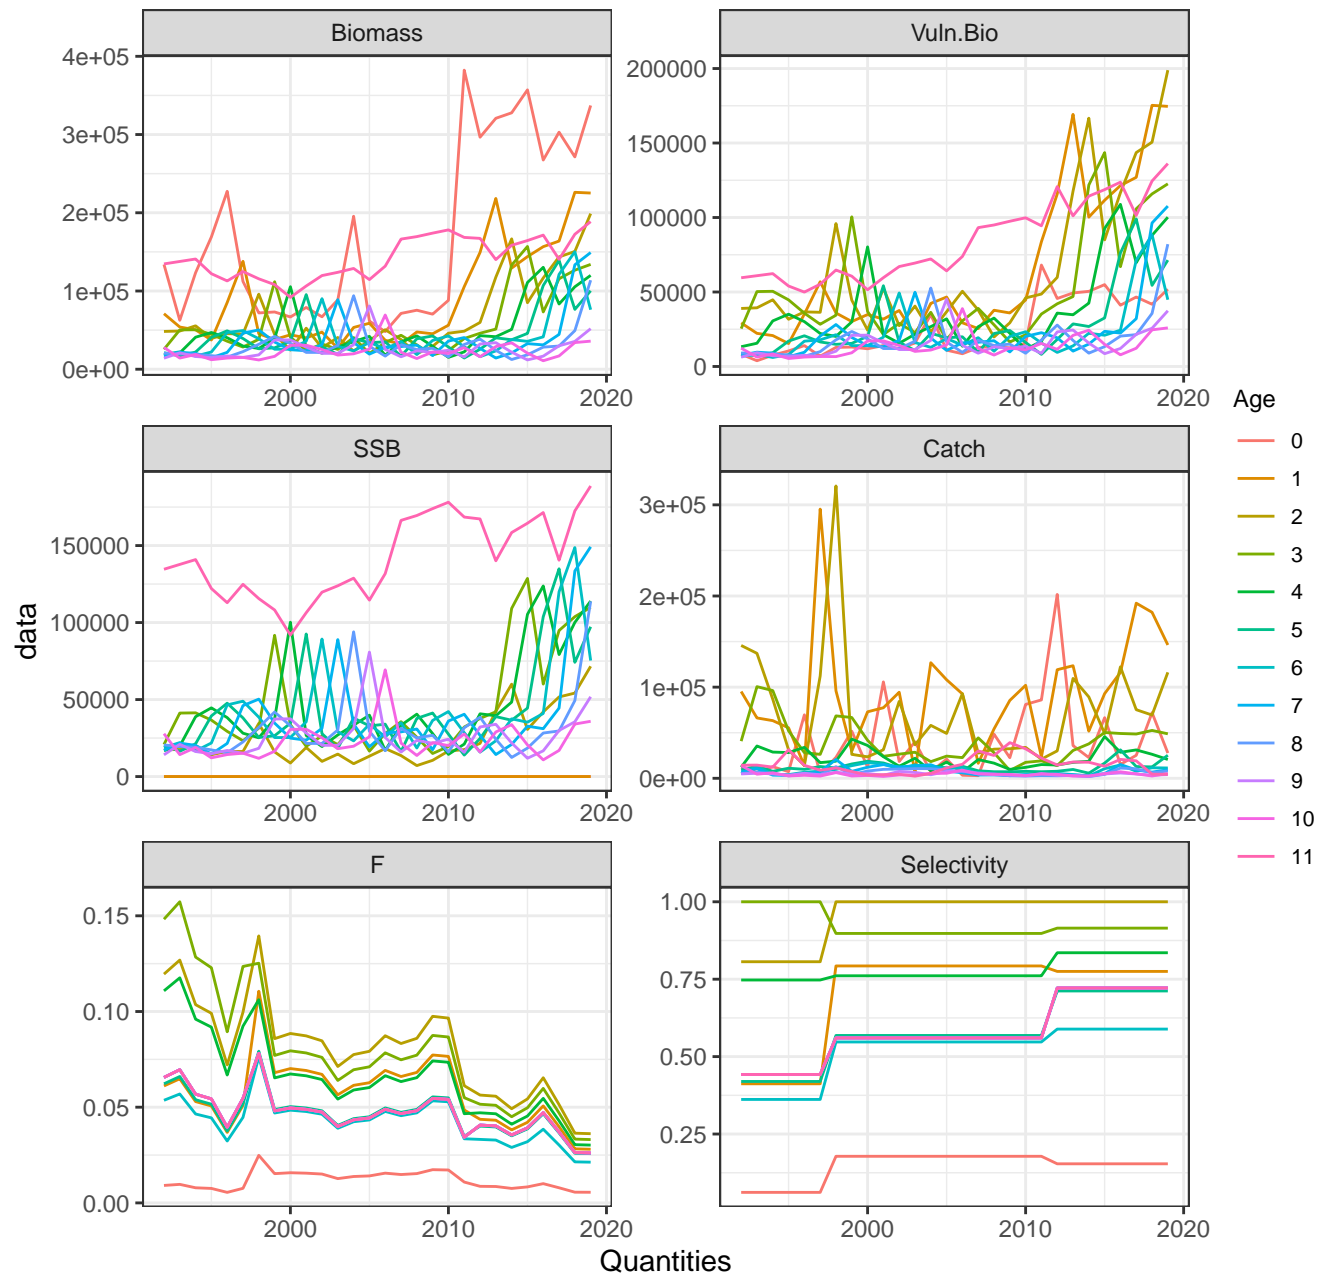 Biomass
Vuln.Bio
4e+05
3e+05
2e+05
1e+05
0e+00
200000
150000
100000
50000
0
2000 2010 2020
2000 2010 2020
SSB
Catch
150000
100000
50000
0
3e+05
2e+05
1e+05
0e+00
2000 2010 2020
2000 2010 2020
F
Selectivity
0.15
0.10
0.05
0.00
1.00
0.75
0.50
0.25
2000 2010 2020
2000 2010 2020
data
Quantities
Age
0
1
2
3
4
5
6
7
8
9
10
11